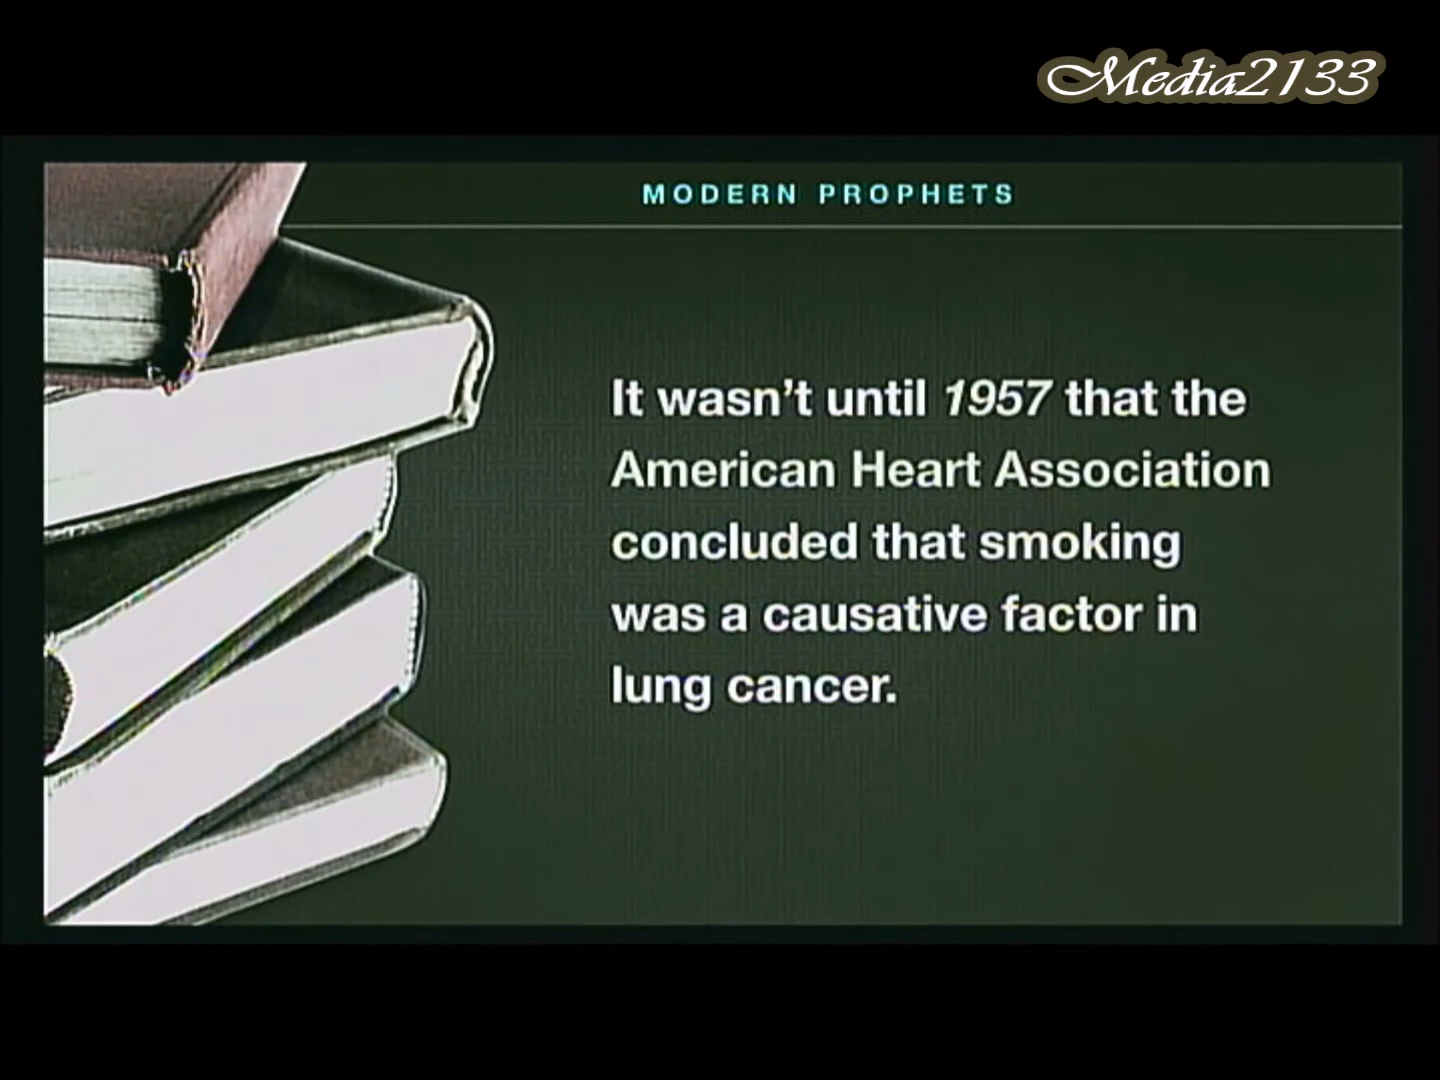 Media2133
MODERN PROPHETS
It wasn't until 1957 that the
American Heart Association
concluded that smoking
was a causative factor in
lung cancer.